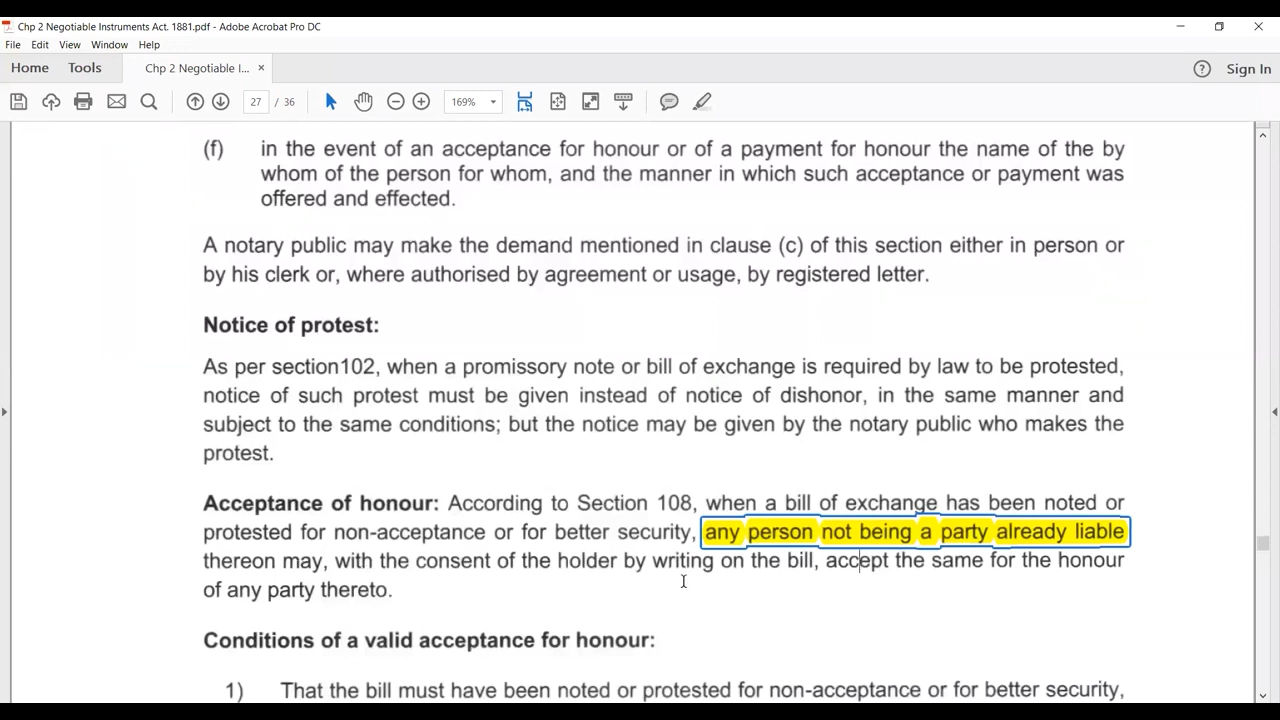 Chp 2 Negotiable Instruments Act. 1881.pdf - Adobe Acrobat Pro DC
File Edit View Window Help
Home Tools Chp 2 Negotiable I... × Sign In
27 / 36 169%
(f) in the event of an acceptance for honour or of a payment for honour the name of the by
whom of the person for whom, and the manner in which such acceptance or payment was
offered and effected.
A notary public may make the demand mentioned in clause (c) of this section either in person or
by his clerk or, where authorised by agreement or usage, by registered letter.
Notice of protest:
As per section102, when a promissory note or bill of exchange is required by law to be protested,
notice of such protest must be given instead of notice of dishonor, in the same manner and
subject to the same conditions; but the notice may be given by the notary public who makes the
protest.
Acceptance of honour: According to Section 108, when a bill of exchange has been noted or
protested for non-acceptance or for better security, any person not being a party already liable
thereon may, with the consent of the holder by writing on the bill, accept the same for the honour
of any party thereto.
Conditions of a valid acceptance for honour:
1) That the bill must have been noted or protested for non-acceptance or for better security,